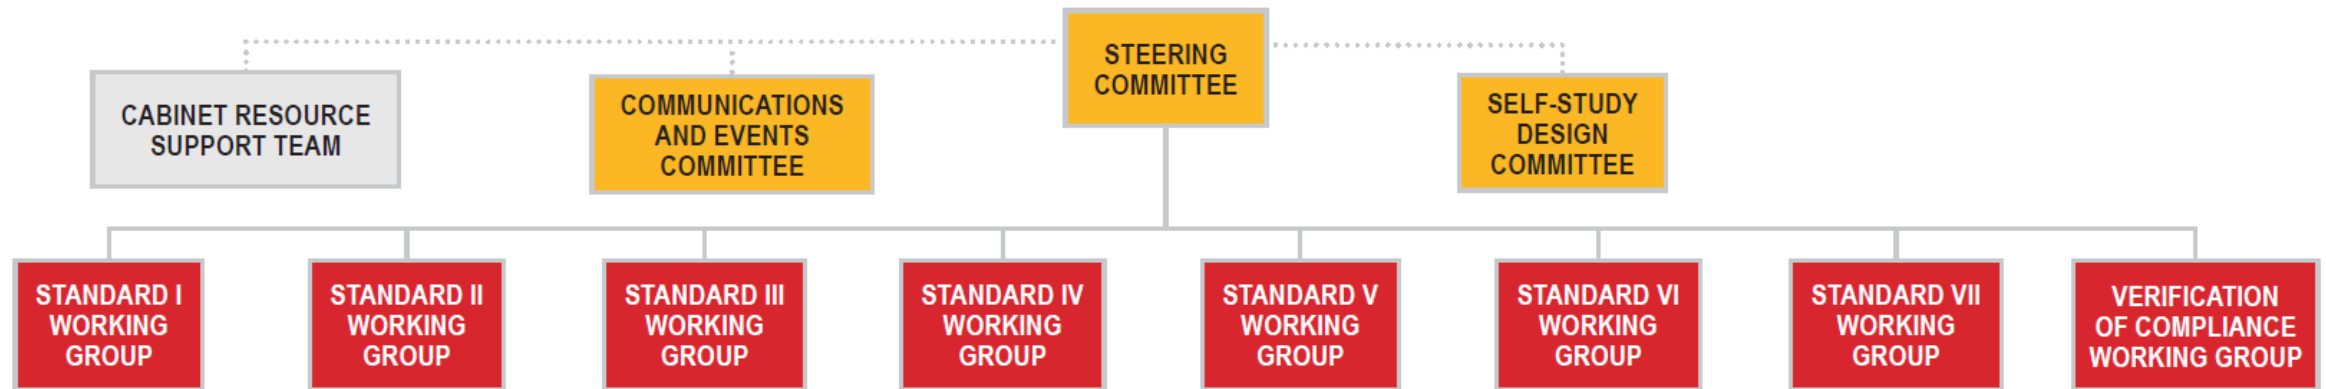 STEERING
COMMITTEE
CABINET RESOURCE
SUPPORT TEAM
COMMUNICATIONS
AND EVENTS
COMMITTEE
SELF-STUDY
DESIGN
COMMITTEE
STANDARD I
WORKING
GROUP
STANDARD II
WORKING
GROUP
STANDARD III
WORKING
GROUP
STANDARD IV
WORKING
GROUP
STANDARD V
WORKING
GROUP
STANDARD VI
WORKING
GROUP
STANDARD VII
WORKING
GROUP
VERIFICATION
OF COMPLIANCE
WORKING GROUP